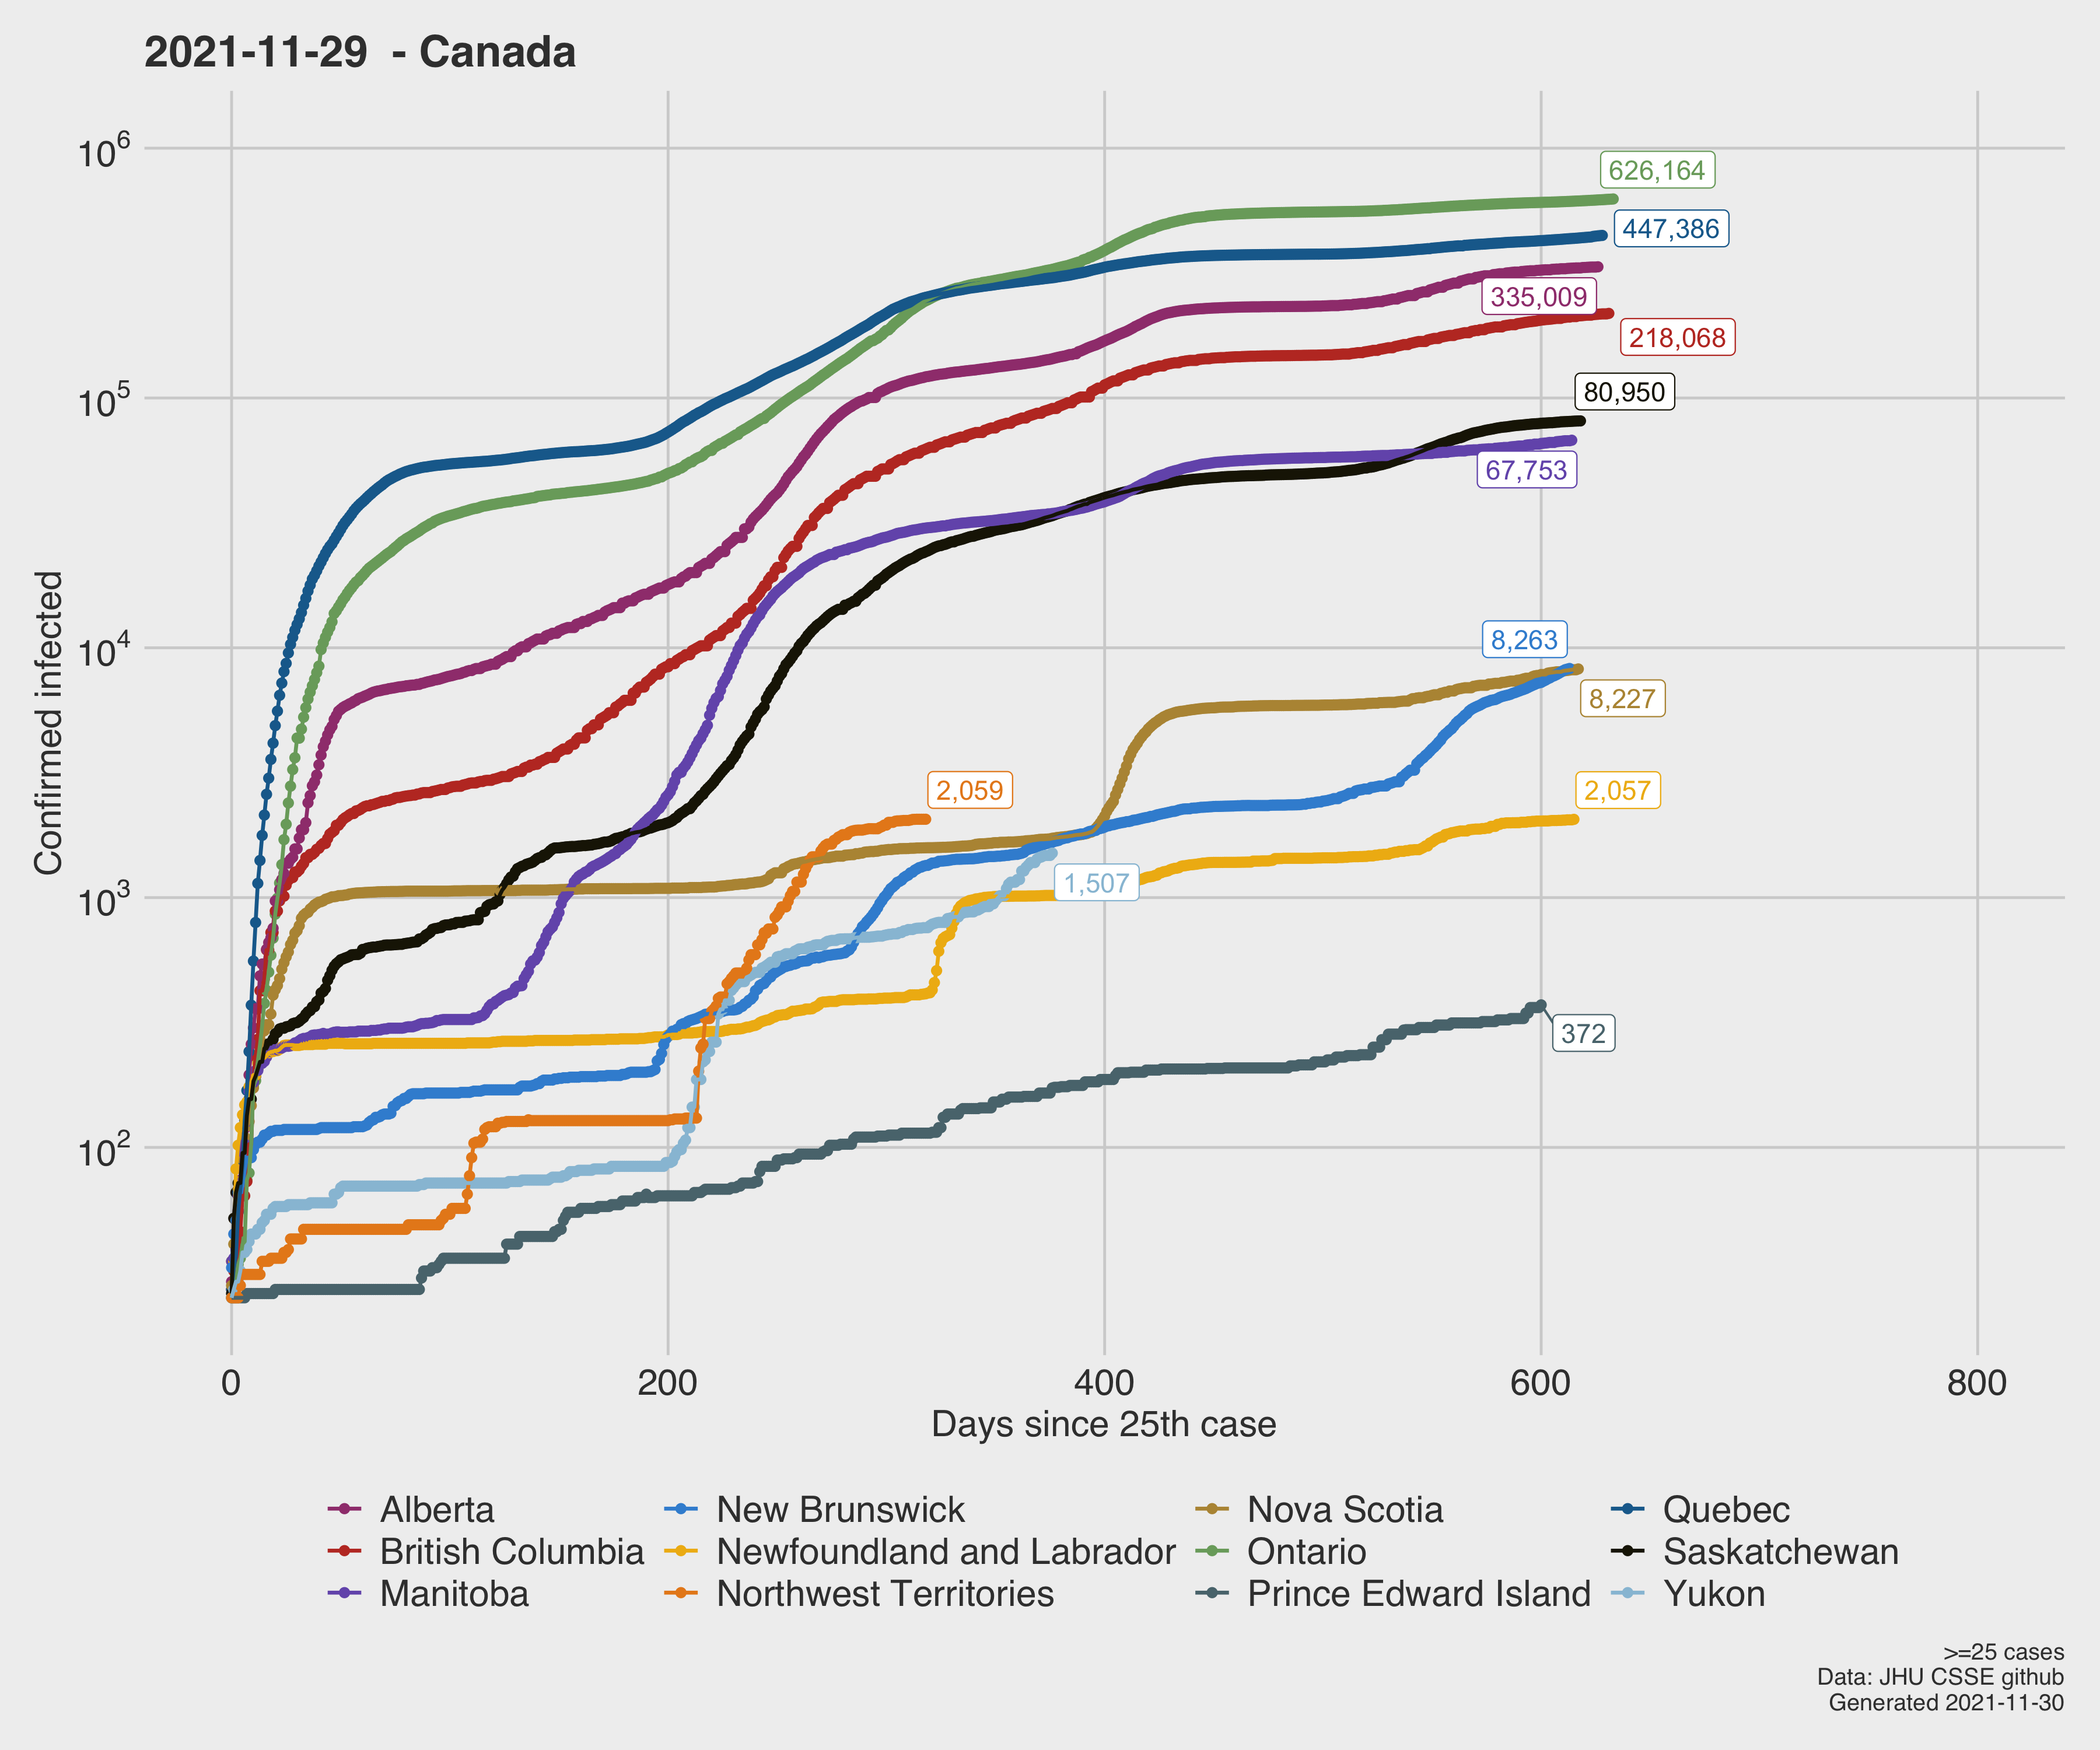 2021-11-29  - Canada
Confirmed infected
10^6
10^5
10^4
10^3
10^2
626,164
447,386
335,009
218,068
80,950
67,753
8,263
8,227
2,059
2,057
1,507
372
0 200 400 600 800
Days since 25th case
Alberta New Brunswick Nova Scotia Quebec
British Columbia Newfoundland and Labrador Ontario Saskatchewan
Manitoba Northwest Territories Prince Edward Island Yukon
>=25 cases
Data: JHU CSSE github
Generated 2021-11-30